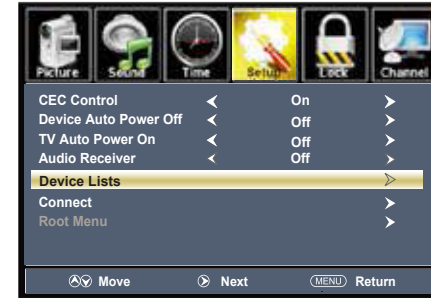 Picture Sound Time Setup Lock Channel
CEC Control On
Device Auto Power Off Off
TV Auto Power On Off
Audio Receiver Off
Device Lists
Connect
Root Menu
Move Next MENU Return